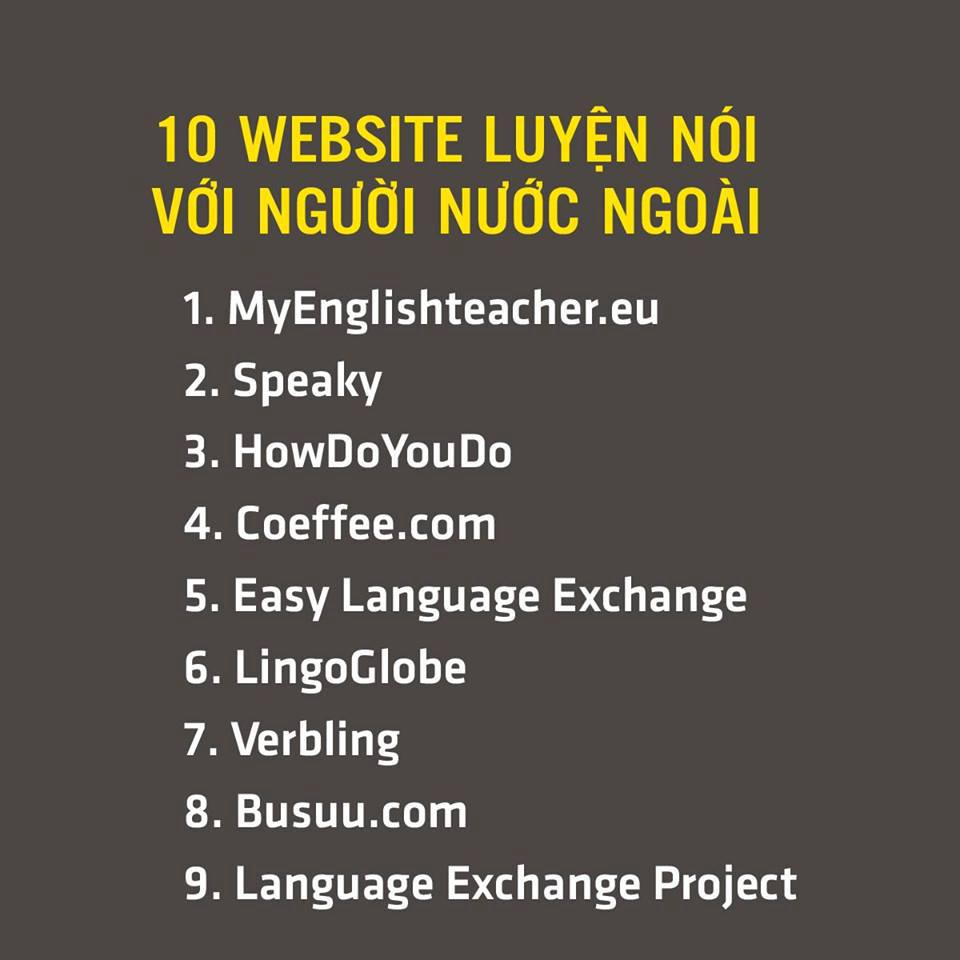 10 WEBSITE LUYỆN NÓI
VỚI NGƯỜI NƯỚC NGOÀI
1. MyEnglishteacher.eu
2. Speaky
3. HowDoYouDo
4. Coeffee.com
5. Easy Language Exchange
6. LingoGlobe
7. Verbling
8. Busuu.com
9. Language Exchange Project